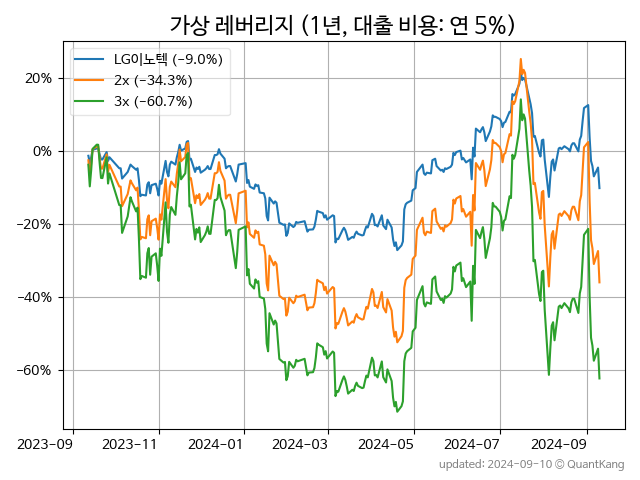 가상 레버리지 (1년, 대출 비용: 연 5%)
LG이노텍 (−9.0%)
2x (−34.3%)
3x (−60.7%)
20%
0%
−20%
−40%
−60%
2023-09 2023-11 2024-01 2024-03 2024-05 2024-07 2024-09
updated: 2024-09-10 © QuantKang